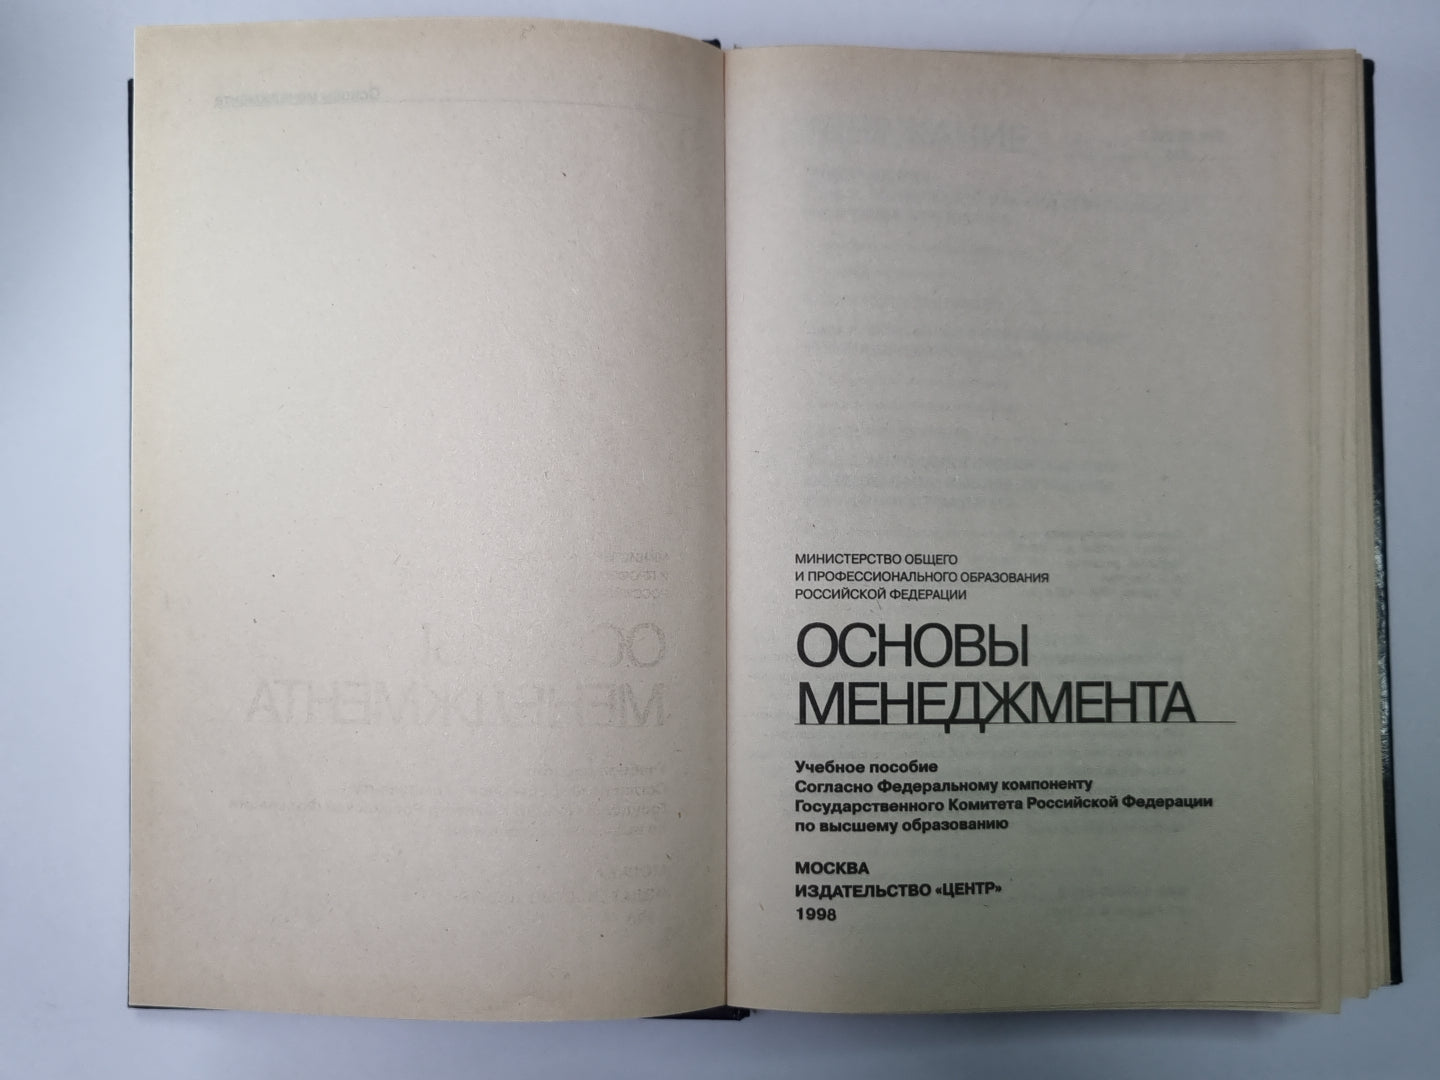 МИНИСТЕРСТВО ОБЩЕГО
И ПРОФЕССИОНАЛЬНОГО ОБРАЗОВАНИЯ
РОССИЙСКОЙ ФЕДЕРАЦИИ
ОСНОВЫ
МЕНЕДЖМЕНТА
Учебное пособие
Согласно Федеральному компоненту
Государственного Комитета Российской Федерации
по высшему образованию
МОСКВА
ИЗДАТЕЛЬСТВО «ЦЕНТР»
1998